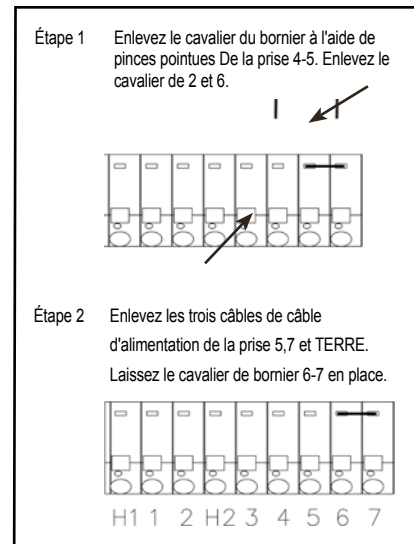 Étape 1 Enlevez le cavalier du bornier à l'aide de
pinces pointues De la prise 4-5. Enlevez le
cavalier de 2 et 6.
Étape 2 Enlevez les trois câbles de câble
d'alimentation de la prise 5,7 et TERRE.
Laissez le cavalier de bornier 6-7 en place.
H1 1 2 H2 3 4 5 6 7